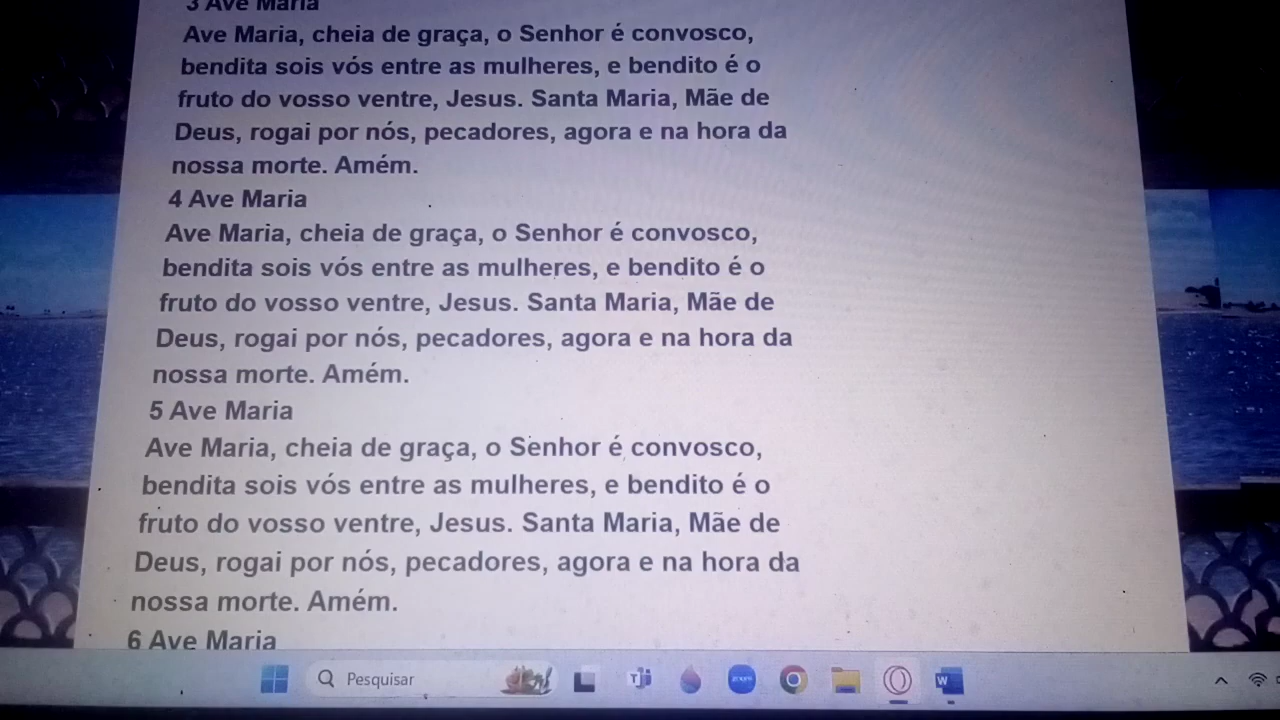 3 Ave Maria
Ave Maria, cheia de graça, o Senhor é convosco,
bendita sois vós entre as mulheres, e bendito é o
fruto do vosso ventre, Jesus. Santa Maria, Mãe de
Deus, rogai por nós, pecadores, agora e na hora da
nossa morte. Amém.
4 Ave Maria
Ave Maria, cheia de graça, o Senhor é convosco,
bendita sois vós entre as mulheres, e bendito é o
fruto do vosso ventre, Jesus. Santa Maria, Mãe de
Deus, rogai por nós, pecadores, agora e na hora da
nossa morte. Amém.
5 Ave Maria
Ave Maria, cheia de graça, o Senhor é convosco,
bendita sois vós entre as mulheres, e bendito é o
fruto do vosso ventre, Jesus. Santa Maria, Mãe de
Deus, rogai por nós, pecadores, agora e na hora da
nossa morte. Amém.
6 Ave Maria
Pesquisar
zoom
W